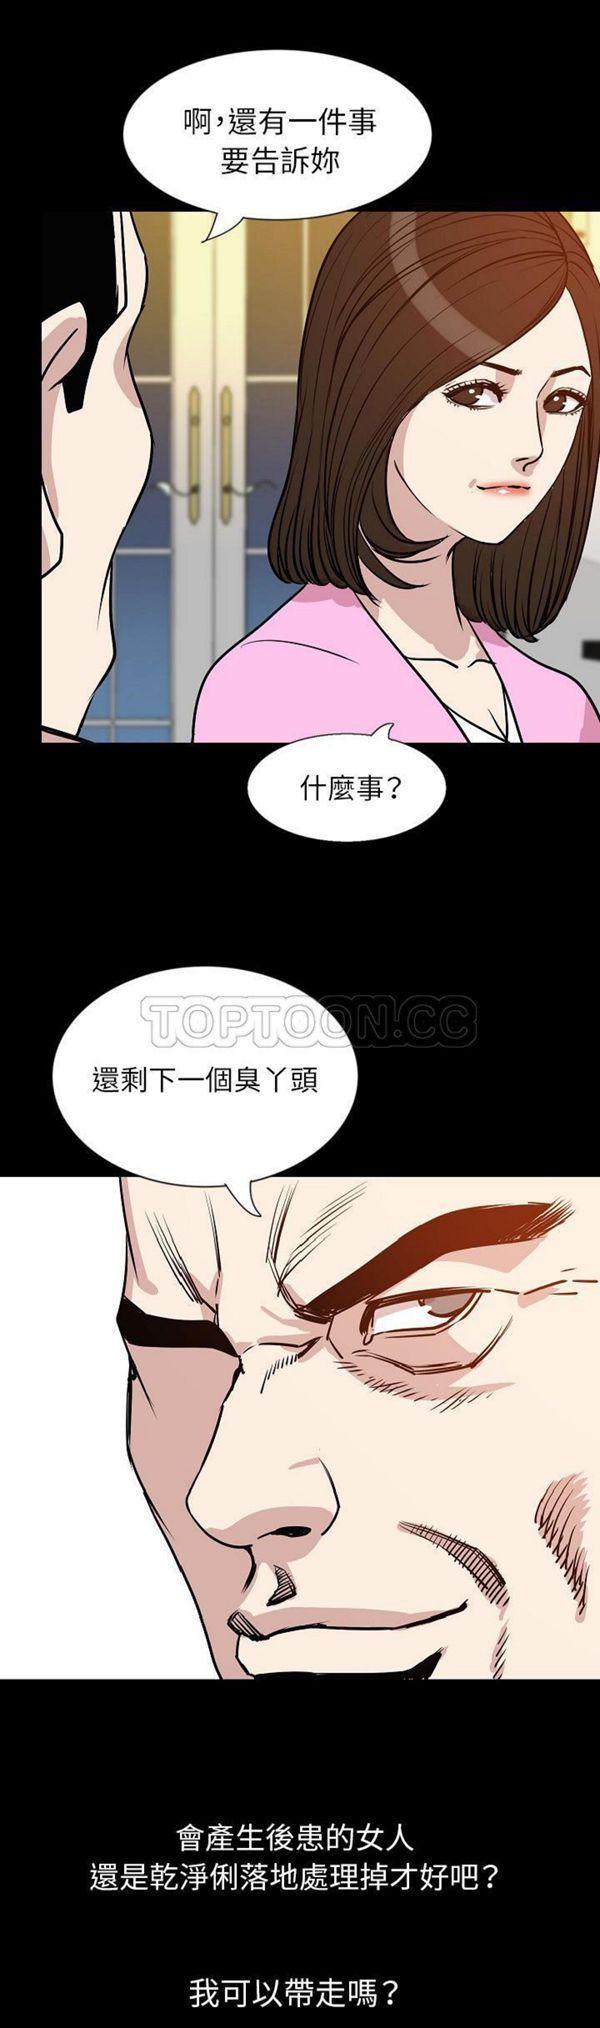 啊，還有一件事
要告訴妳
什麼事？
TOPTOON.CC
還剩下一個臭丫頭
會產生後患的女人
還是乾淨俐落地處理掉才好吧？
我可以帶走嗎？